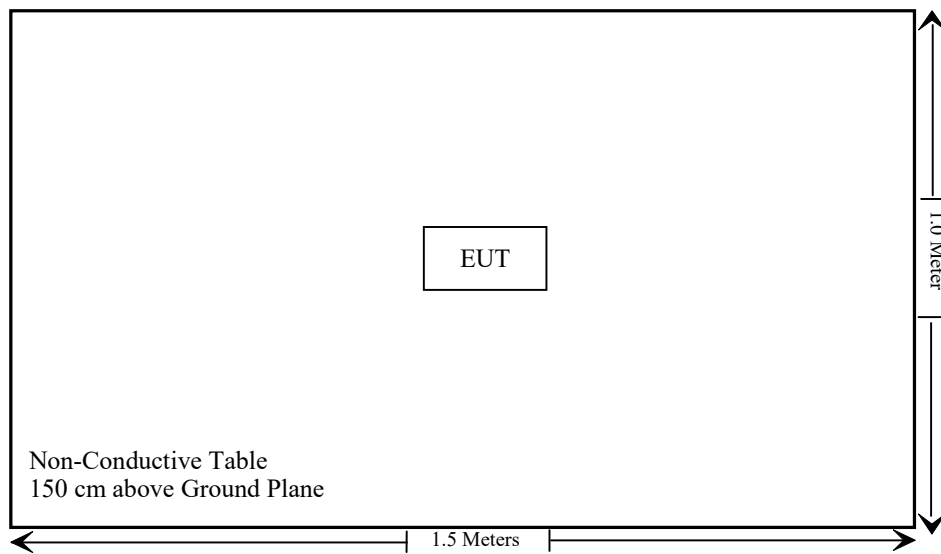 EUT
1.0 Meter
Non-Conductive Table
150 cm above Ground Plane
1.5 Meters